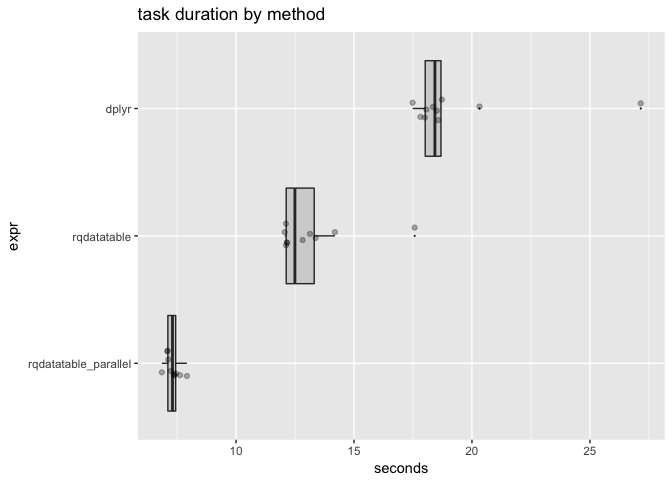 task duration by method
expr
dplyr
rqdatatable
rqdatatable_parallel
10 15 20 25
seconds